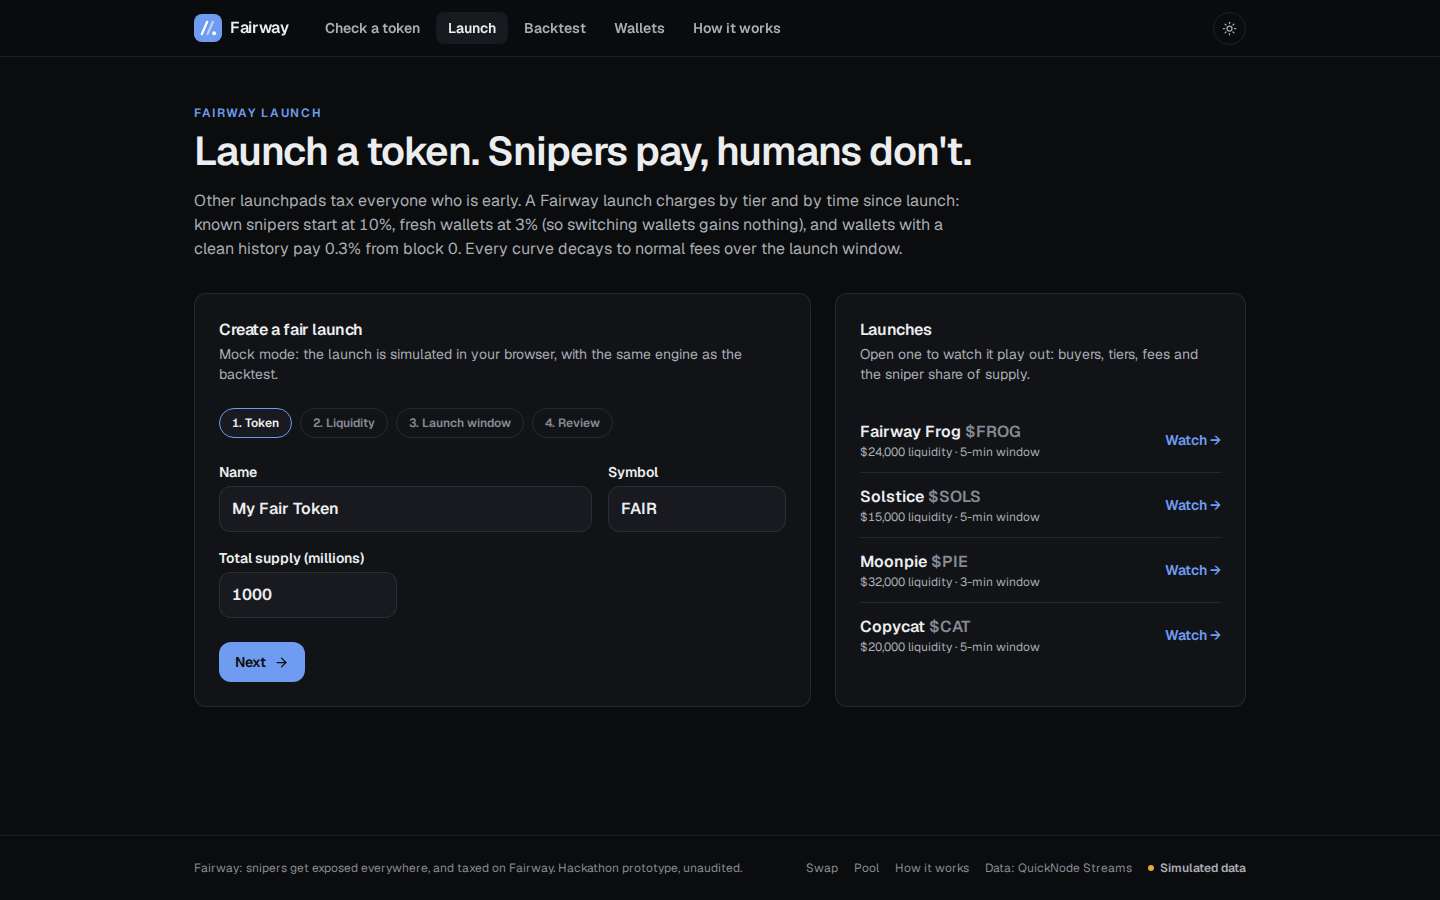 Fairway
Check a token
Launch
Backtest
Wallets
How it works
FAIRWAY LAUNCH
Launch a token. Snipers pay, humans don't.
Other launchpads tax everyone who is early. A Fairway launch charges by tier and by time since launch:
known snipers start at 10%, fresh wallets at 3% (so switching wallets gains nothing), and wallets with a
clean history pay 0.3% from block 0. Every curve decays to normal fees over the launch window.
Create a fair launch
Mock mode: the launch is simulated in your browser, with the same engine as the
backtest.
1. Token
2. Liquidity
3. Launch window
4. Review
Name
My Fair Token
Symbol
FAIR
Total supply (millions)
1000
Next →
Launches
Open one to watch it play out: buyers, tiers, fees and
the sniper share of supply.
Fairway Frog $FROG
$24,000 liquidity · 5-min window
Watch →
Solstice $SOLS
$15,000 liquidity · 5-min window
Watch →
Moonpie $PIE
$32,000 liquidity · 3-min window
Watch →
Copycat $CAT
$20,000 liquidity · 5-min window
Watch →
Fairway: snipers get exposed everywhere, and taxed on Fairway. Hackathon prototype, unaudited.
Swap
Pool
How it works
Data: QuickNode Streams
Simulated data